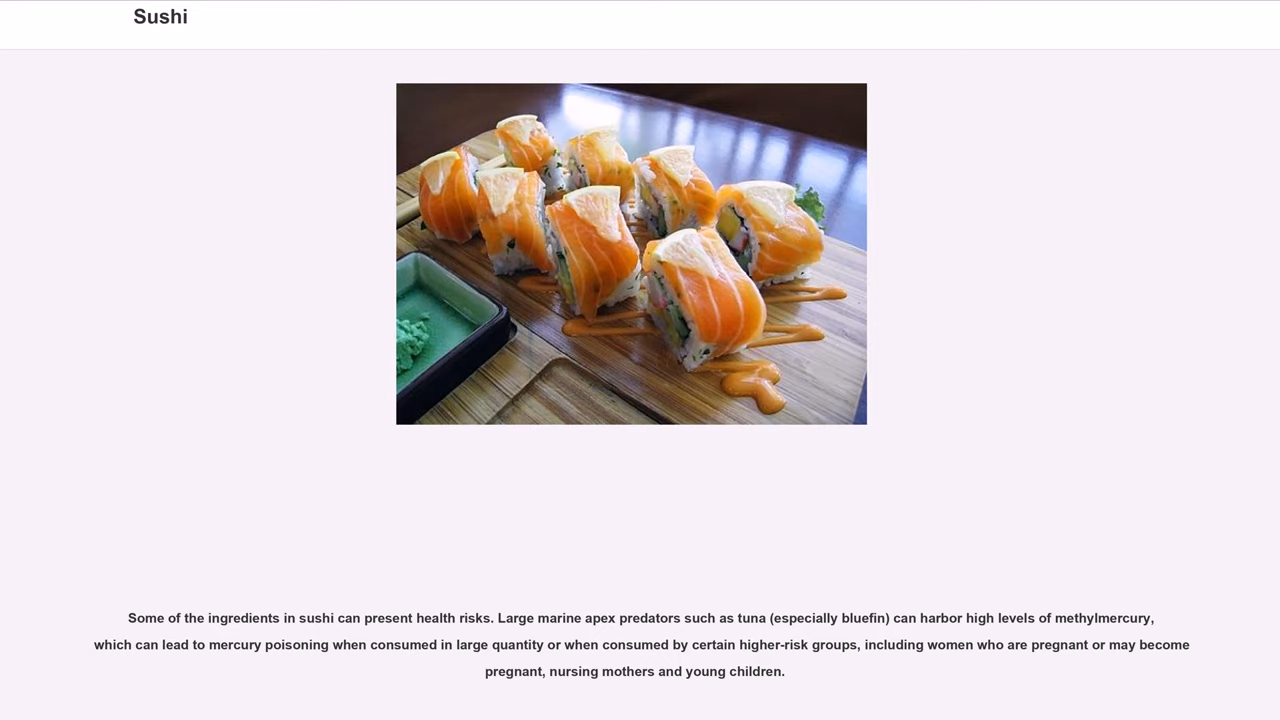 Sushi
Some of the ingredients in sushi can present health risks. Large marine apex predators such as tuna (especially bluefin) can harbor high levels of methylmercury,
which can lead to mercury poisoning when consumed in large quantity or when consumed by certain higher-risk groups, including women who are pregnant or may become
pregnant, nursing mothers and young children.